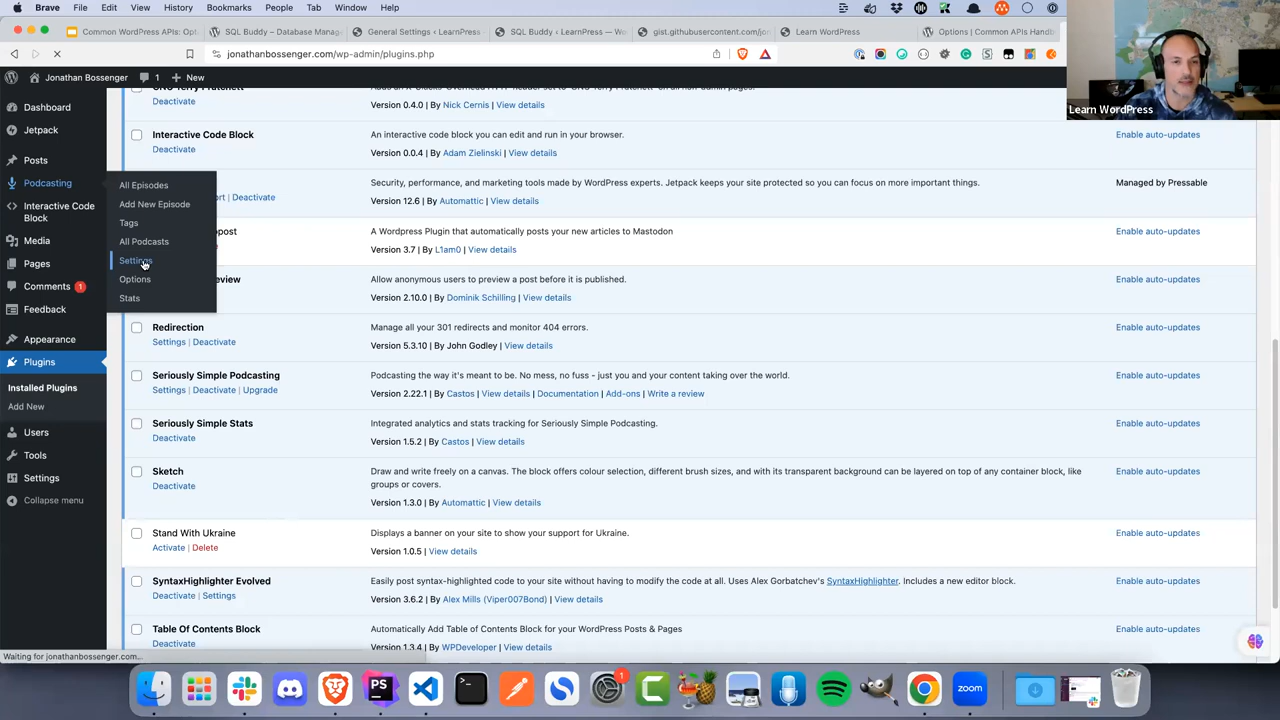 Brave File Edit View History Bookmarks People Tab Window Help
Common WordPress APIs: Opt
SQL Buddy – Database Manag
General Settings ‹ LearnPress
SQL Buddy ‹ LearnPress — Wo
gist.githubusercontent.com/jon
Learn WordPress
Options | Common APIs Handb
jonathanbossenger.com/wp-admin/plugins.php
Jonathan Bossenger 1 New
Learn WordPress
Dashboard
Jetpack
Posts
Podcasting
Interactive Code
Block
Media
Pages
Comments 1
Feedback
Appearance
Plugins
Installed Plugins
Add New
Users
Tools
Settings
Collapse menu
All Episodes
Add New Episode
Tags
All Podcasts
Settings
Options
Stats
Deactivate
Version 0.4.0 | By Nick Cernis | View details
Interactive Code Block
An interactive code block you can edit and run in your browser.
Enable auto-updates
Deactivate
Version 0.0.4 | By Adam Zielinski | View details
Security, performance, and marketing tools made by WordPress experts. Jetpack keeps your site protected so you can focus on more important things.
Managed by Pressable
ort | Deactivate
Version 12.6 | By Automattic | View details
opost
A Wordpress Plugin that automatically posts your new articles to Mastodon
Enable auto-updates
Version 3.7 | By L1am0 | View details
eview
Allow anonymous users to preview a post before it is published.
Enable auto-updates
Version 2.10.0 | By Dominik Schilling | View details
Redirection
Manage all your 301 redirects and monitor 404 errors.
Enable auto-updates
Settings | Deactivate
Version 5.3.10 | By John Godley | View details
Seriously Simple Podcasting
Podcasting the way it's meant to be. No mess, no fuss - just you and your content taking over the world.
Enable auto-updates
Settings | Deactivate | Upgrade
Version 2.22.1 | By Castos | View details | Documentation | Add-ons | Write a review
Seriously Simple Stats
Integrated analytics and stats tracking for Seriously Simple Podcasting.
Enable auto-updates
Deactivate
Version 1.5.2 | By Castos | View details
Sketch
Draw and write freely on a canvas. The block offers colour selection, different brush sizes, and with its transparent background can be layered on top of any container block, like
groups or covers.
Enable auto-updates
Deactivate
Version 1.3.0 | By Automattic | View details
Stand With Ukraine
Displays a banner on your site to show your support for Ukraine.
Enable auto-updates
Activate | Delete
Version 1.0.5 | View details
SyntaxHighlighter Evolved
Easily post syntax-highlighted code to your site without having to modify the code at all. Uses Alex Gorbatchev's SyntaxHighlighter. Includes a new editor block.
Enable auto-updates
Deactivate | Settings
Version 3.6.2 | By Alex Mills (Viper007Bond) | View details
Table Of Contents Block
Automatically Add Table of Contents Block for your WordPress Posts & Pages
Enable auto-updates
Deactivate
Version 1.3.4 | By WPDeveloper | View details
Waiting for jonathanbossenger.com...
PS
1
zoom